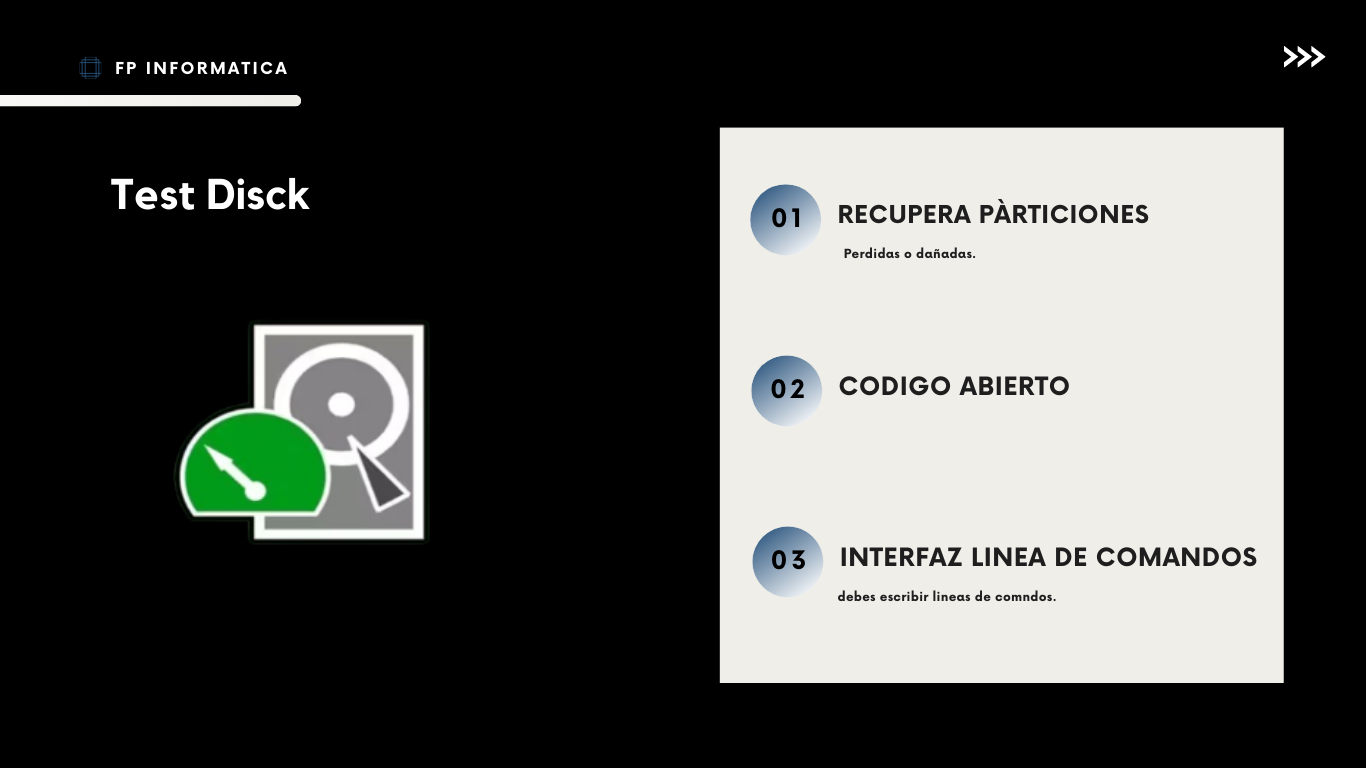 FP INFORMATICA
Test Disck
01
RECUPERA PÀRTICIONES
Perdidas o dañadas.
02
CODIGO ABIERTO
03
INTERFAZ LINEA DE COMANDOS
debes escribir lineas de comndos.